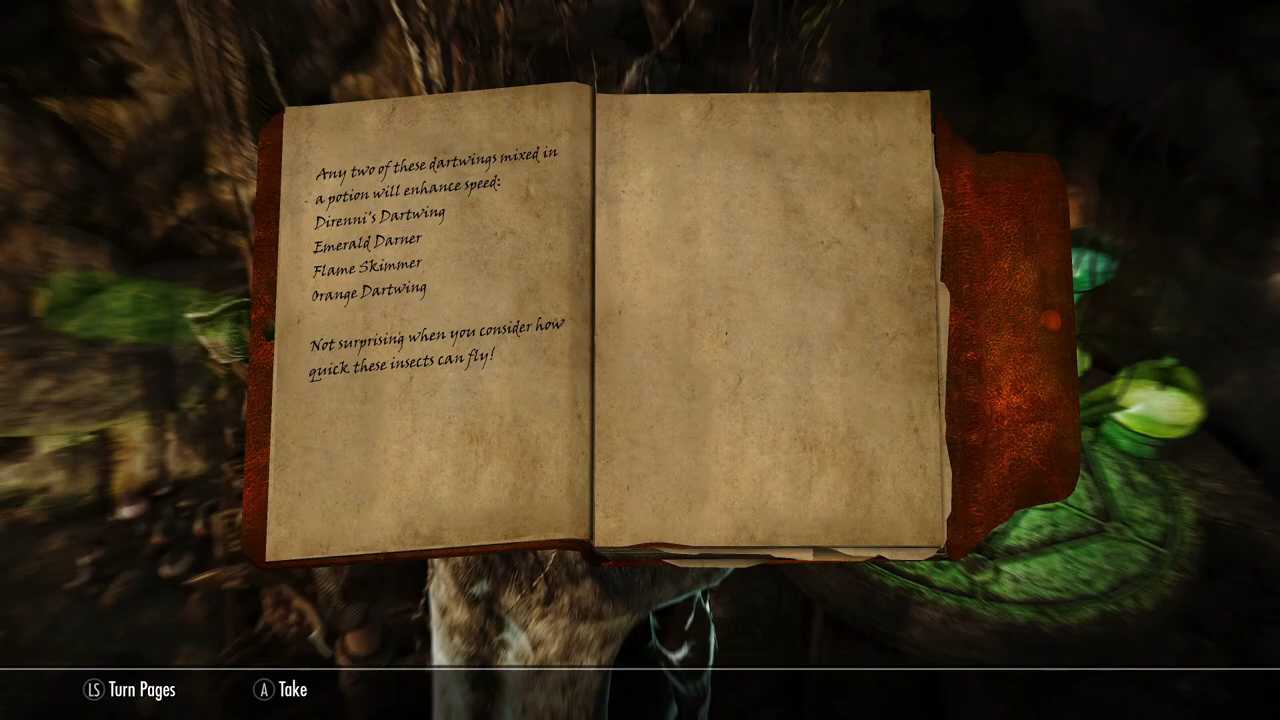 Any two of these dartwings mixed in
a potion will enhance speed:
Direnni's Dartwing
Emerald Darner
Flame Skimmer
Orange Dartwing
Not surprising when you consider how
quick these insects can fly!
LS Turn Pages
A Take